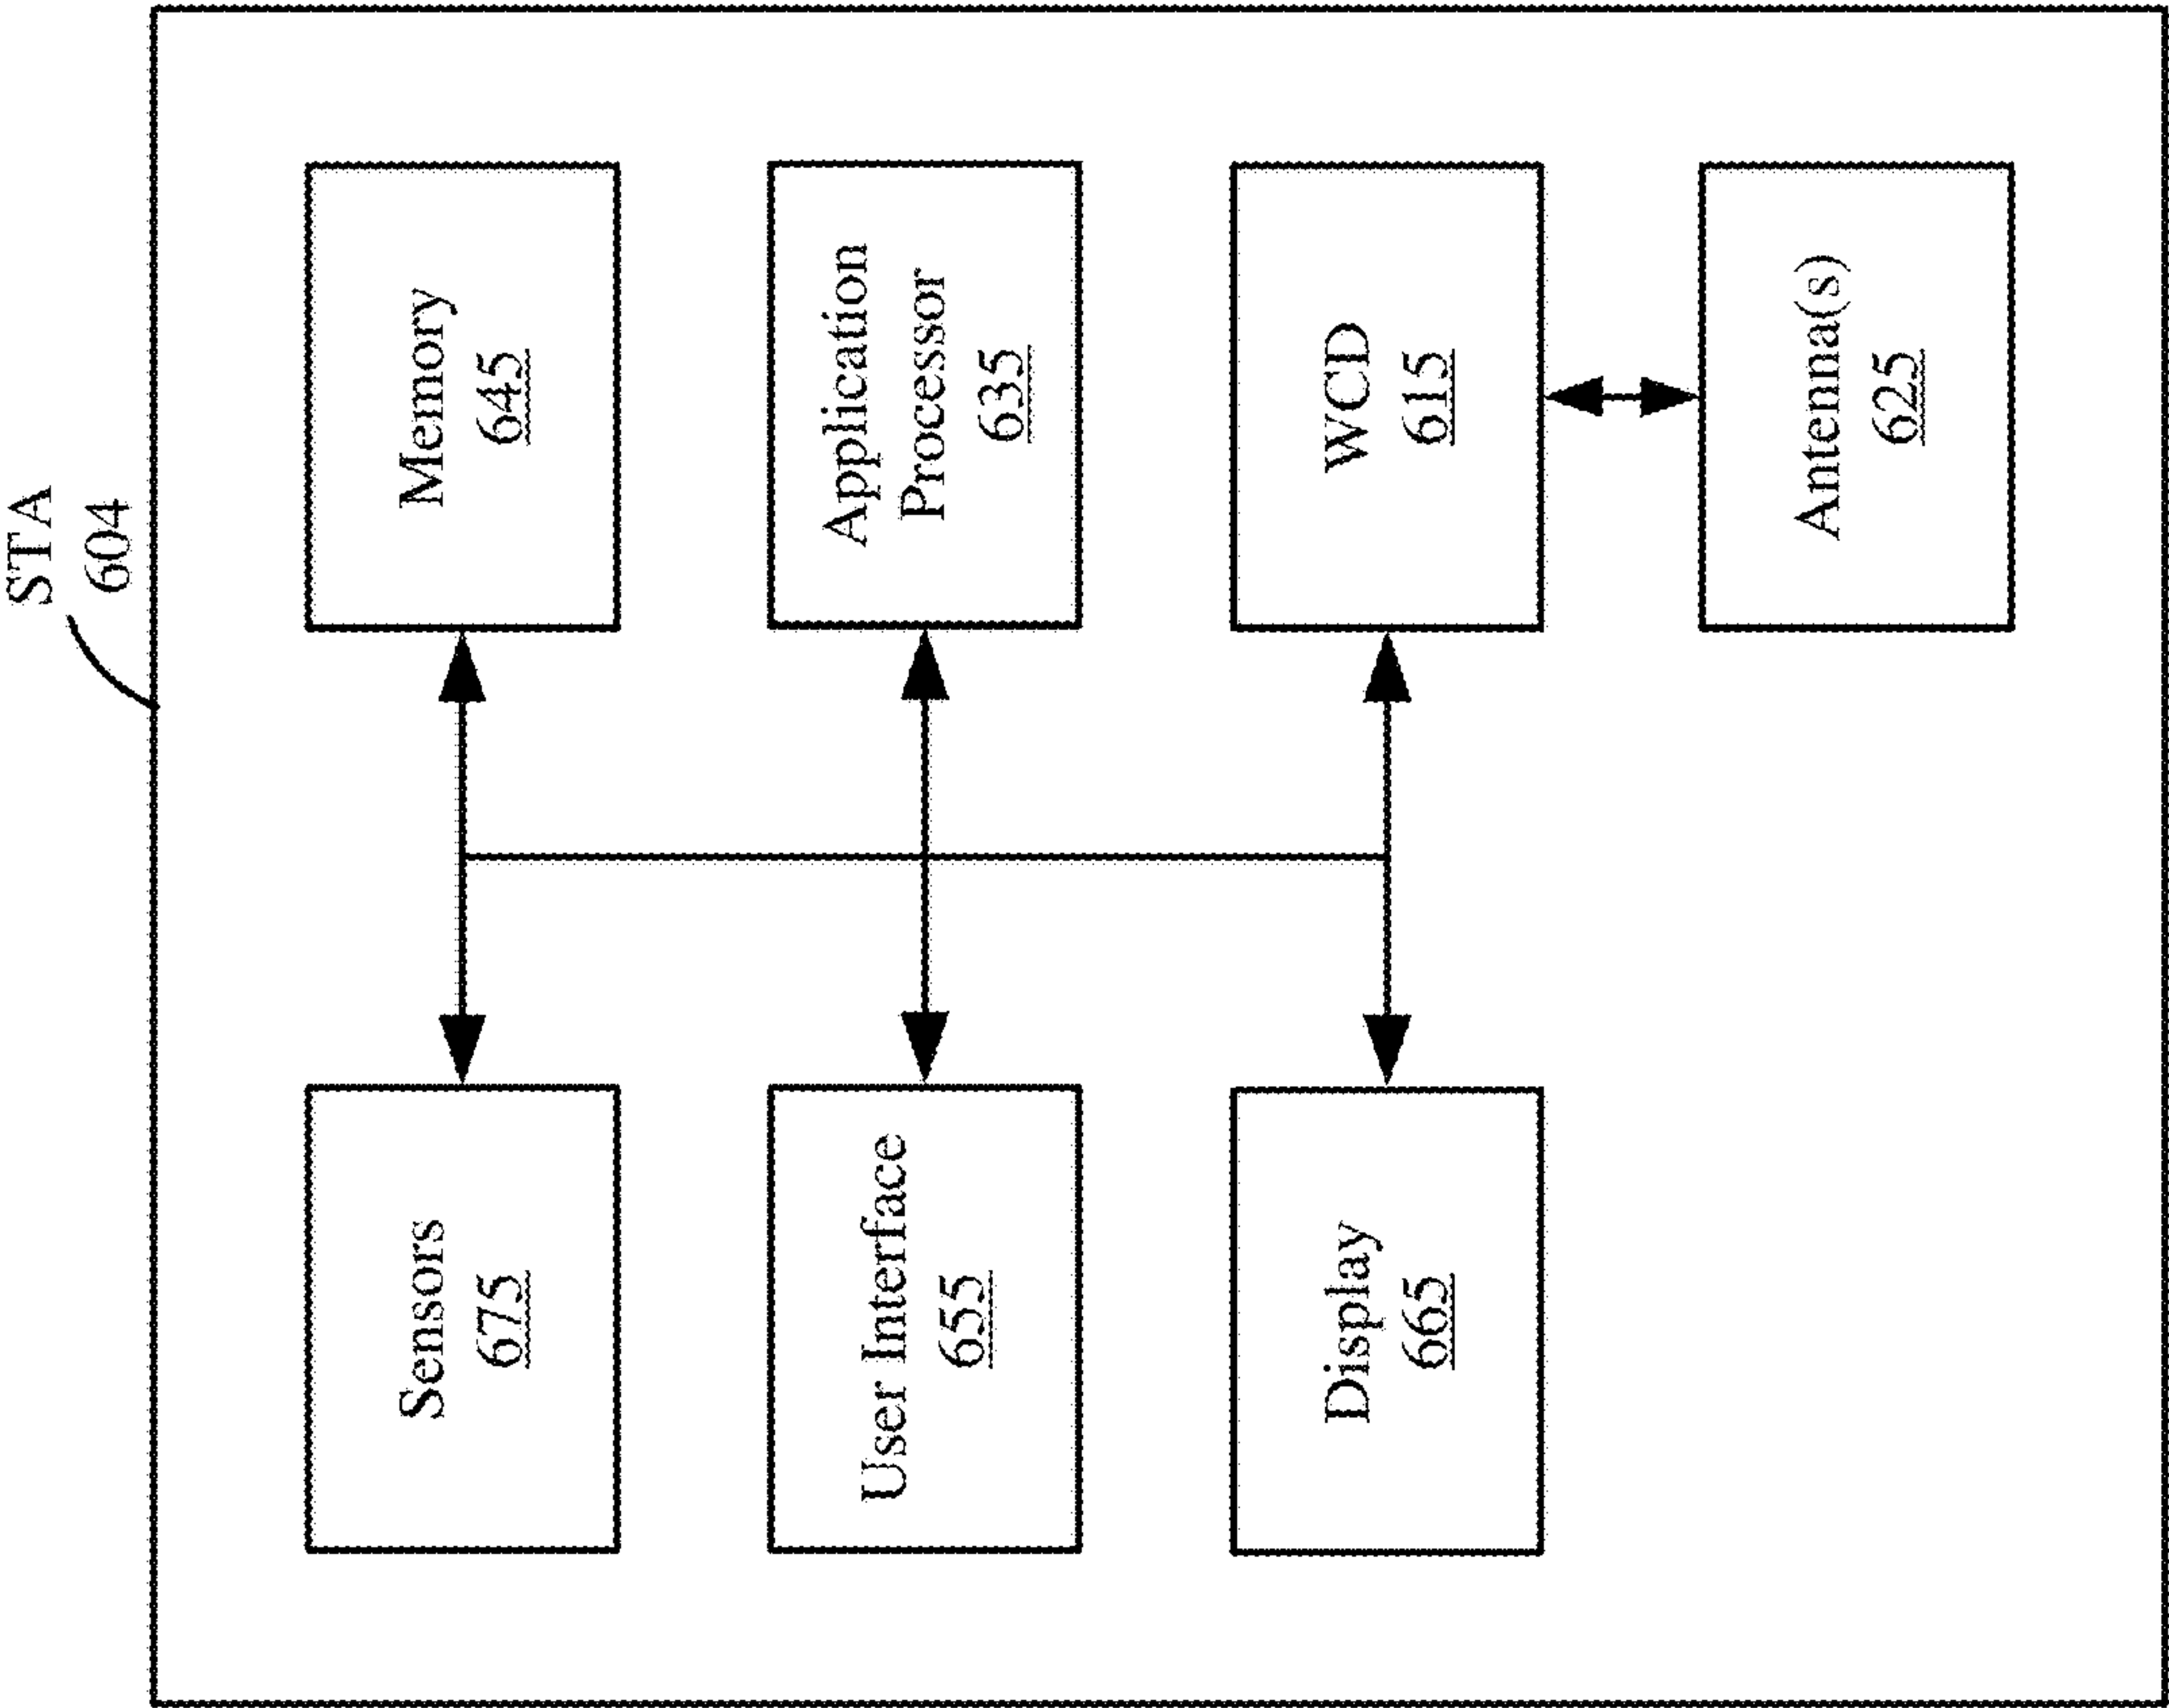 STA
604
Sensors
675
Memory
645
User Interface
655
Application
Processor
635
Display
665
WCD
615
Antenna(s)
625